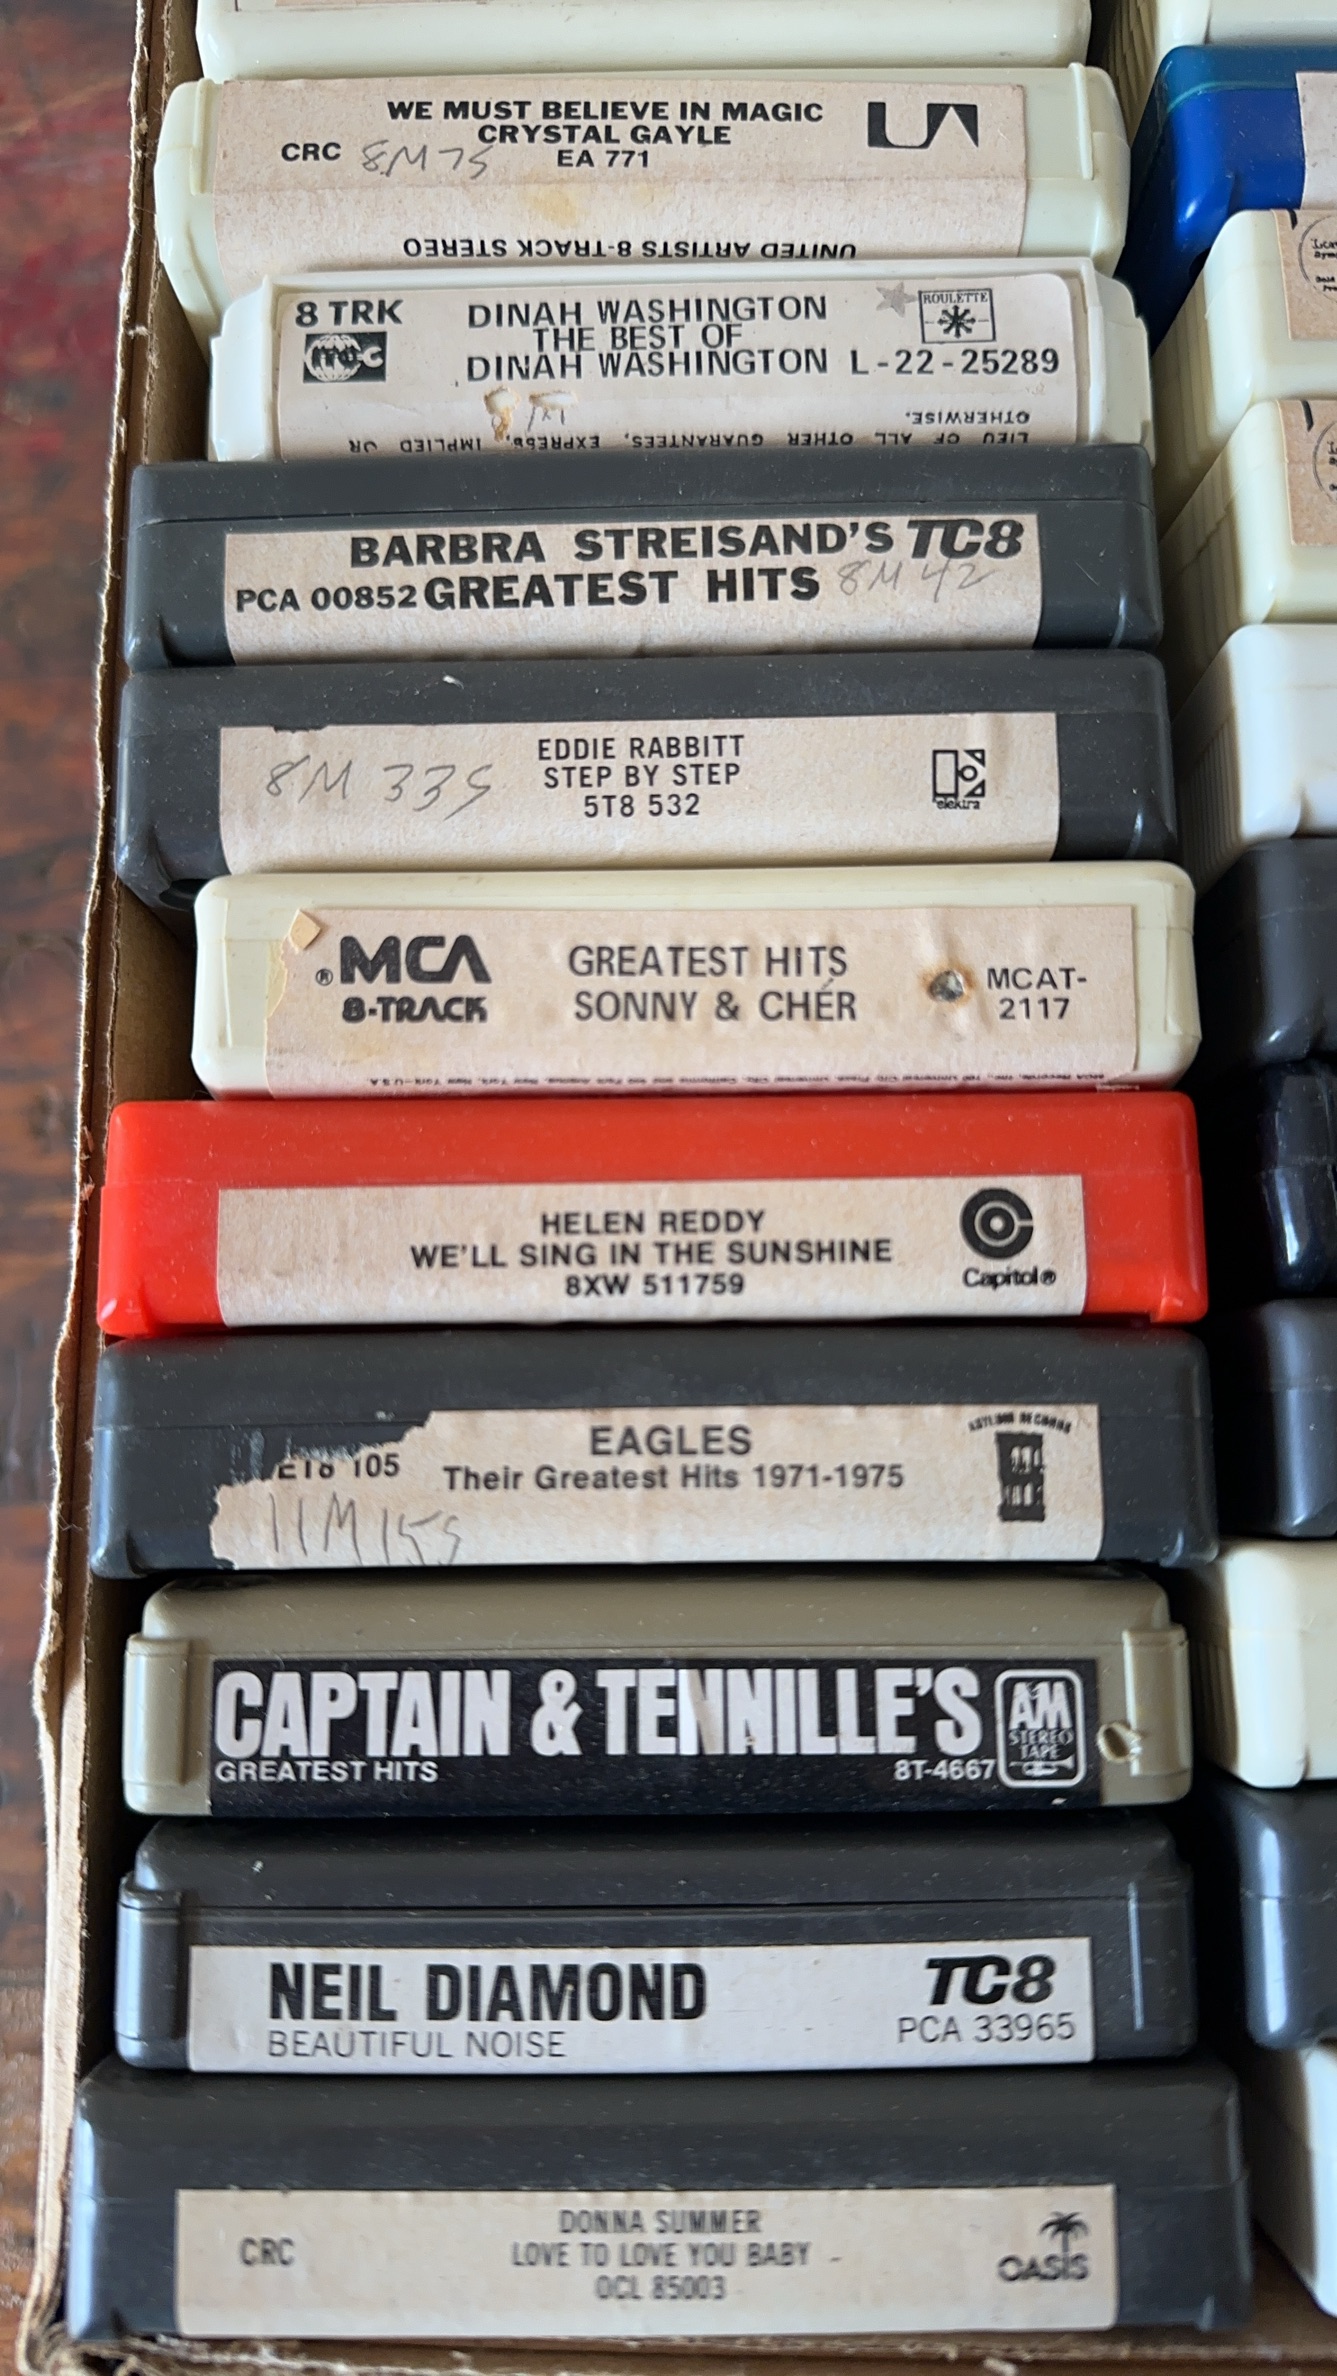 WE MUST BELIEVE IN MAGIC
CRYSTAL GAYLE
CRC 8M75 EA 771
UA
UNITED ARTISTS 8-TRACK STEREO
8 TRK
DINAH WASHINGTON
THE BEST OF
DINAH WASHINGTON L-22-25289
ROULETTE
OTHERWISE.
LIEU OF ALL OTHER GUARANTEES, EXPRESS, IMPLIED OR
BARBRA STREISAND'S TC8
PCA 00852 GREATEST HITS 8M42
EDDIE RABBITT
STEP BY STEP
5T8 532
8M 335
elektra
®MCA
8-TRACK
GREATEST HITS
SONNY & CHÉR
MCAT-
2117
HELEN REDDY
WE'LL SING IN THE SUNSHINE
8XW 511759
Capitol®
EAGLES
ET8 105 Their Greatest Hits 1971-1975
11M155
ASYLUM RECORDS
CAPTAIN & TENNILLE'S
GREATEST HITS 8T-4667
A&M
STEREO
TAPE
NEIL DIAMOND
BEAUTIFUL NOISE
TC8
PCA 33965
DONNA SUMMER
CRC LOVE TO LOVE YOU BABY -
OCL 85003
OASIS